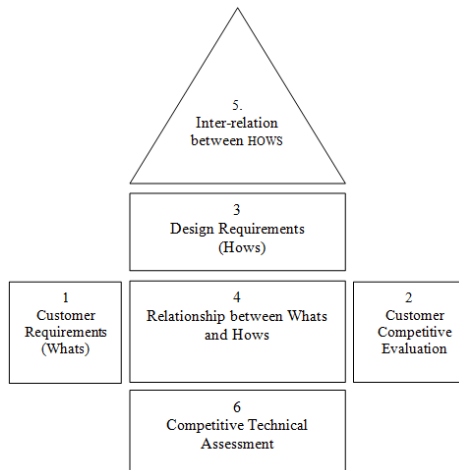 5.
Inter-relation
between HOWS
3
Design Requirements
(Hows)
1
Customer
Requirements
(Whats)
4
Relationship between Whats
and Hows
2
Customer
Competitive
Evaluation
6
Competitive Technical
Assessment